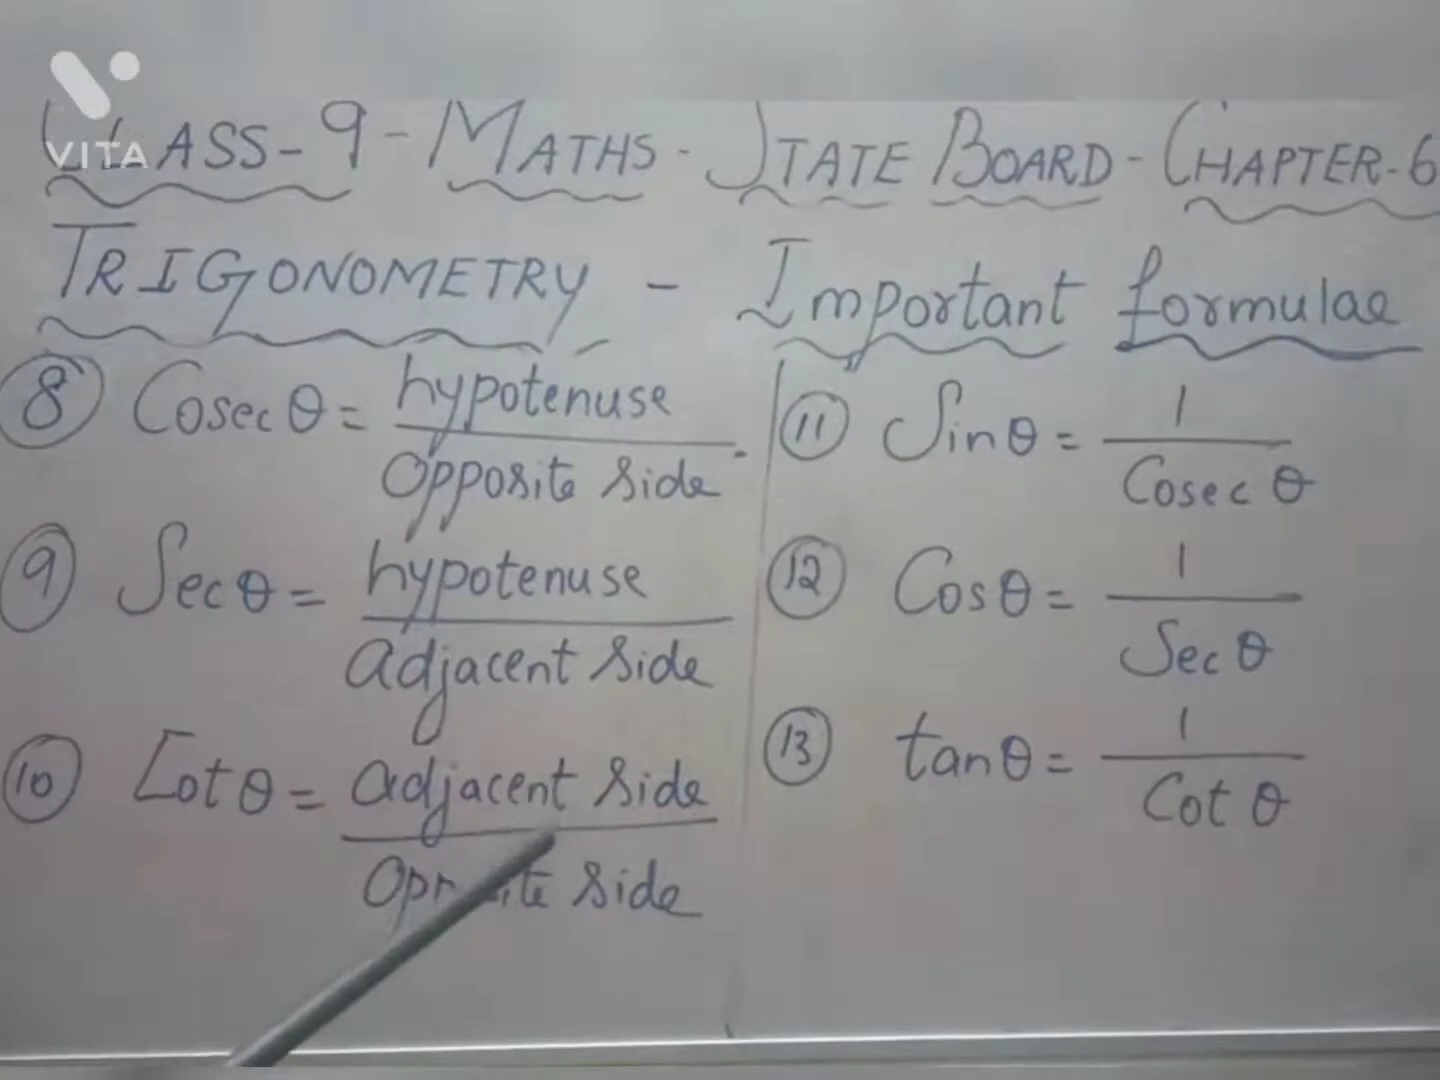 VITA
CLASS-9-MATHS-STATE BOARD-CHAPTER-6
TRIGONOMETRY - Important formulae
8 Cosec θ = hypotenuse
Opposite side
9 Sec θ = hypotenuse
adjacent side
10 Cot θ = adjacent side
Opposite side
11 Sin θ = 1
Cosec θ
12 Cos θ = 1
Sec θ
13 tan θ = 1
Cot θ